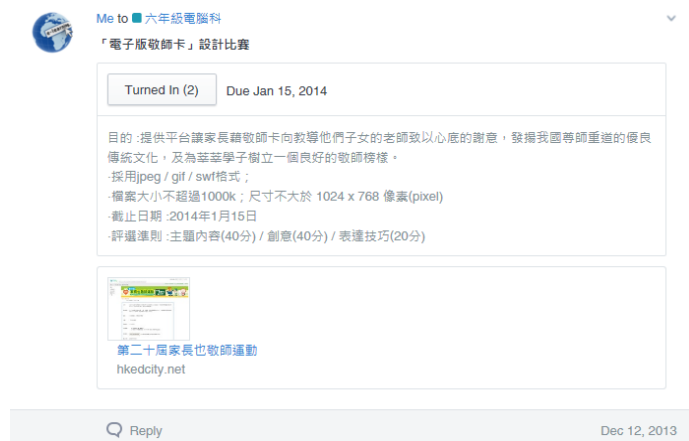 Me to 六年級電腦科
「電子版敬師卡」設計比賽
Turned In (2) Due Jan 15, 2014
目的 :提供平台讓家長藉敬師卡向教導他們子女的老師致以心底的謝意，發揚我國尊師重道的優良
傳統文化，及為莘莘學子樹立一個良好的敬師榜樣。
-採用jpeg / gif / swf格式；
-檔案大小不超過1000k；尺寸不大於 1024 x 768 像素(pixel)
-截止日期 :2014年1月15日
-評選準則 :主題內容(40分) / 創意(40分) / 表達技巧(20分)
第二十屆家長也敬師運動
hkedcity.net
Reply Dec 12, 2013